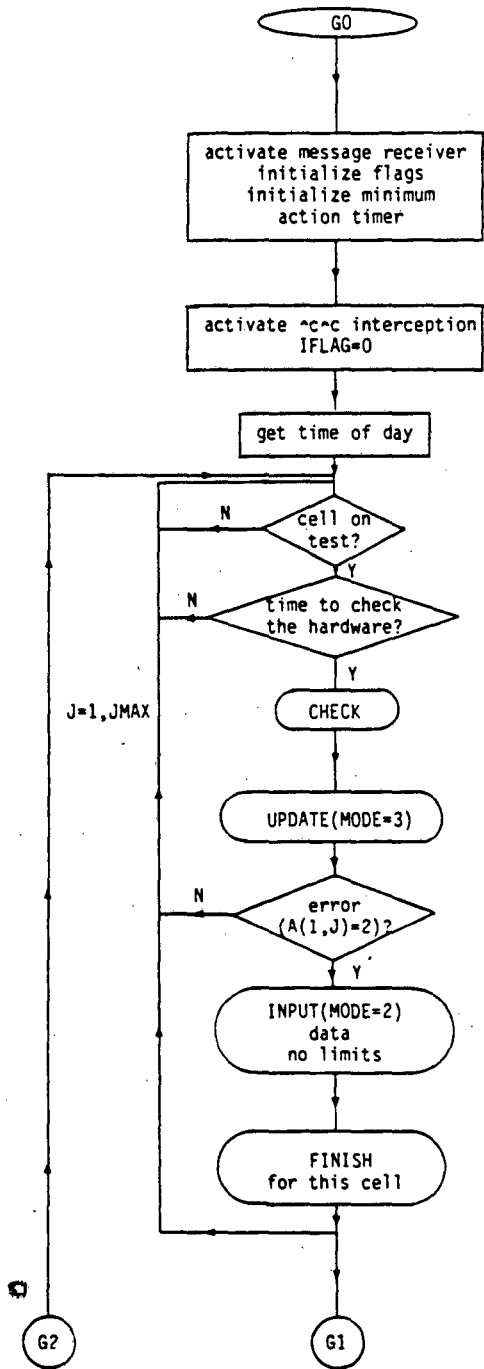 GO
activate message receiver
initialize flags
initialize minimum
action timer
activate ^c^c interception
IFLAG=0
get time of day
N
cell on
test?
Y
N
time to check
the hardware?
Y
J=1,JMAX
CHECK
UPDATE(MODE=3)
N
error
(A(1,J)=2)?
Y
INPUT(MODE=2)
data
no limits
FINISH
for this cell
G2
G1